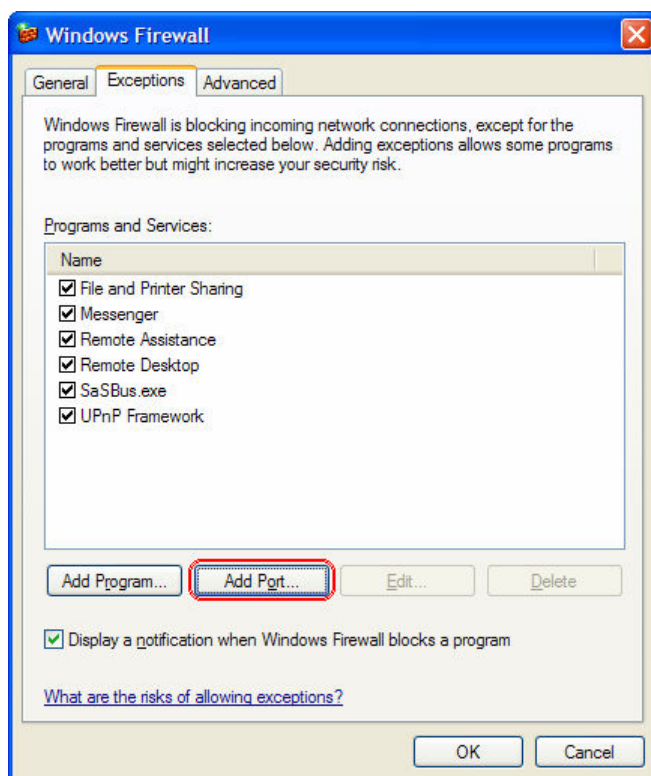 Windows Firewall
General Exceptions Advanced
Windows Firewall is blocking incoming network connections, except for the
programs and services selected below. Adding exceptions allows some programs
to work better but might increase your security risk.
Programs and Services:
Name
File and Printer Sharing
Messenger
Remote Assistance
Remote Desktop
SaSBus.exe
UPnP Framework
Add Program... Add Port... Edit... Delete
Display a notification when Windows Firewall blocks a program
What are the risks of allowing exceptions?
OK Cancel